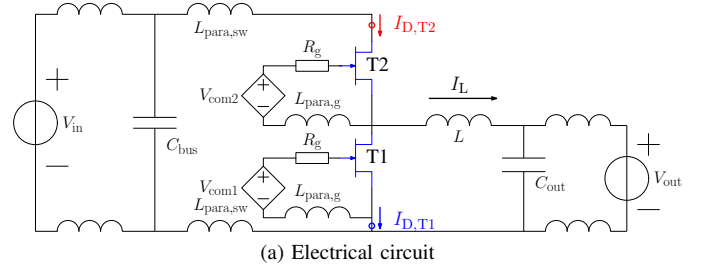 L_para,sw
I_D,T2
R_g
T2
V_com2
L_para,g
I_L
V_in
C_bus
L
R_g
T1
V_com1
L_para,g
C_out
V_out
L_para,sw
I_D,T1
(a) Electrical circuit